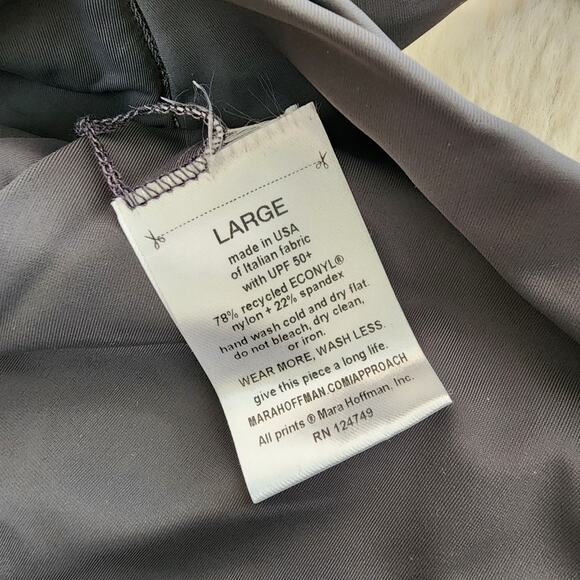 LARGE
made in USA
of Italian fabric
with UPF 50+
78% recycled ECONYL®
nylon + 22% spandex
hand wash cold and dry flat.
do not bleach, dry clean,
or iron.
WEAR MORE, WASH LESS.
give this piece a long life.
MARAHOFFMAN.COM/APPROACH
All prints ® Mara Hoffman, Inc.
RN 124749